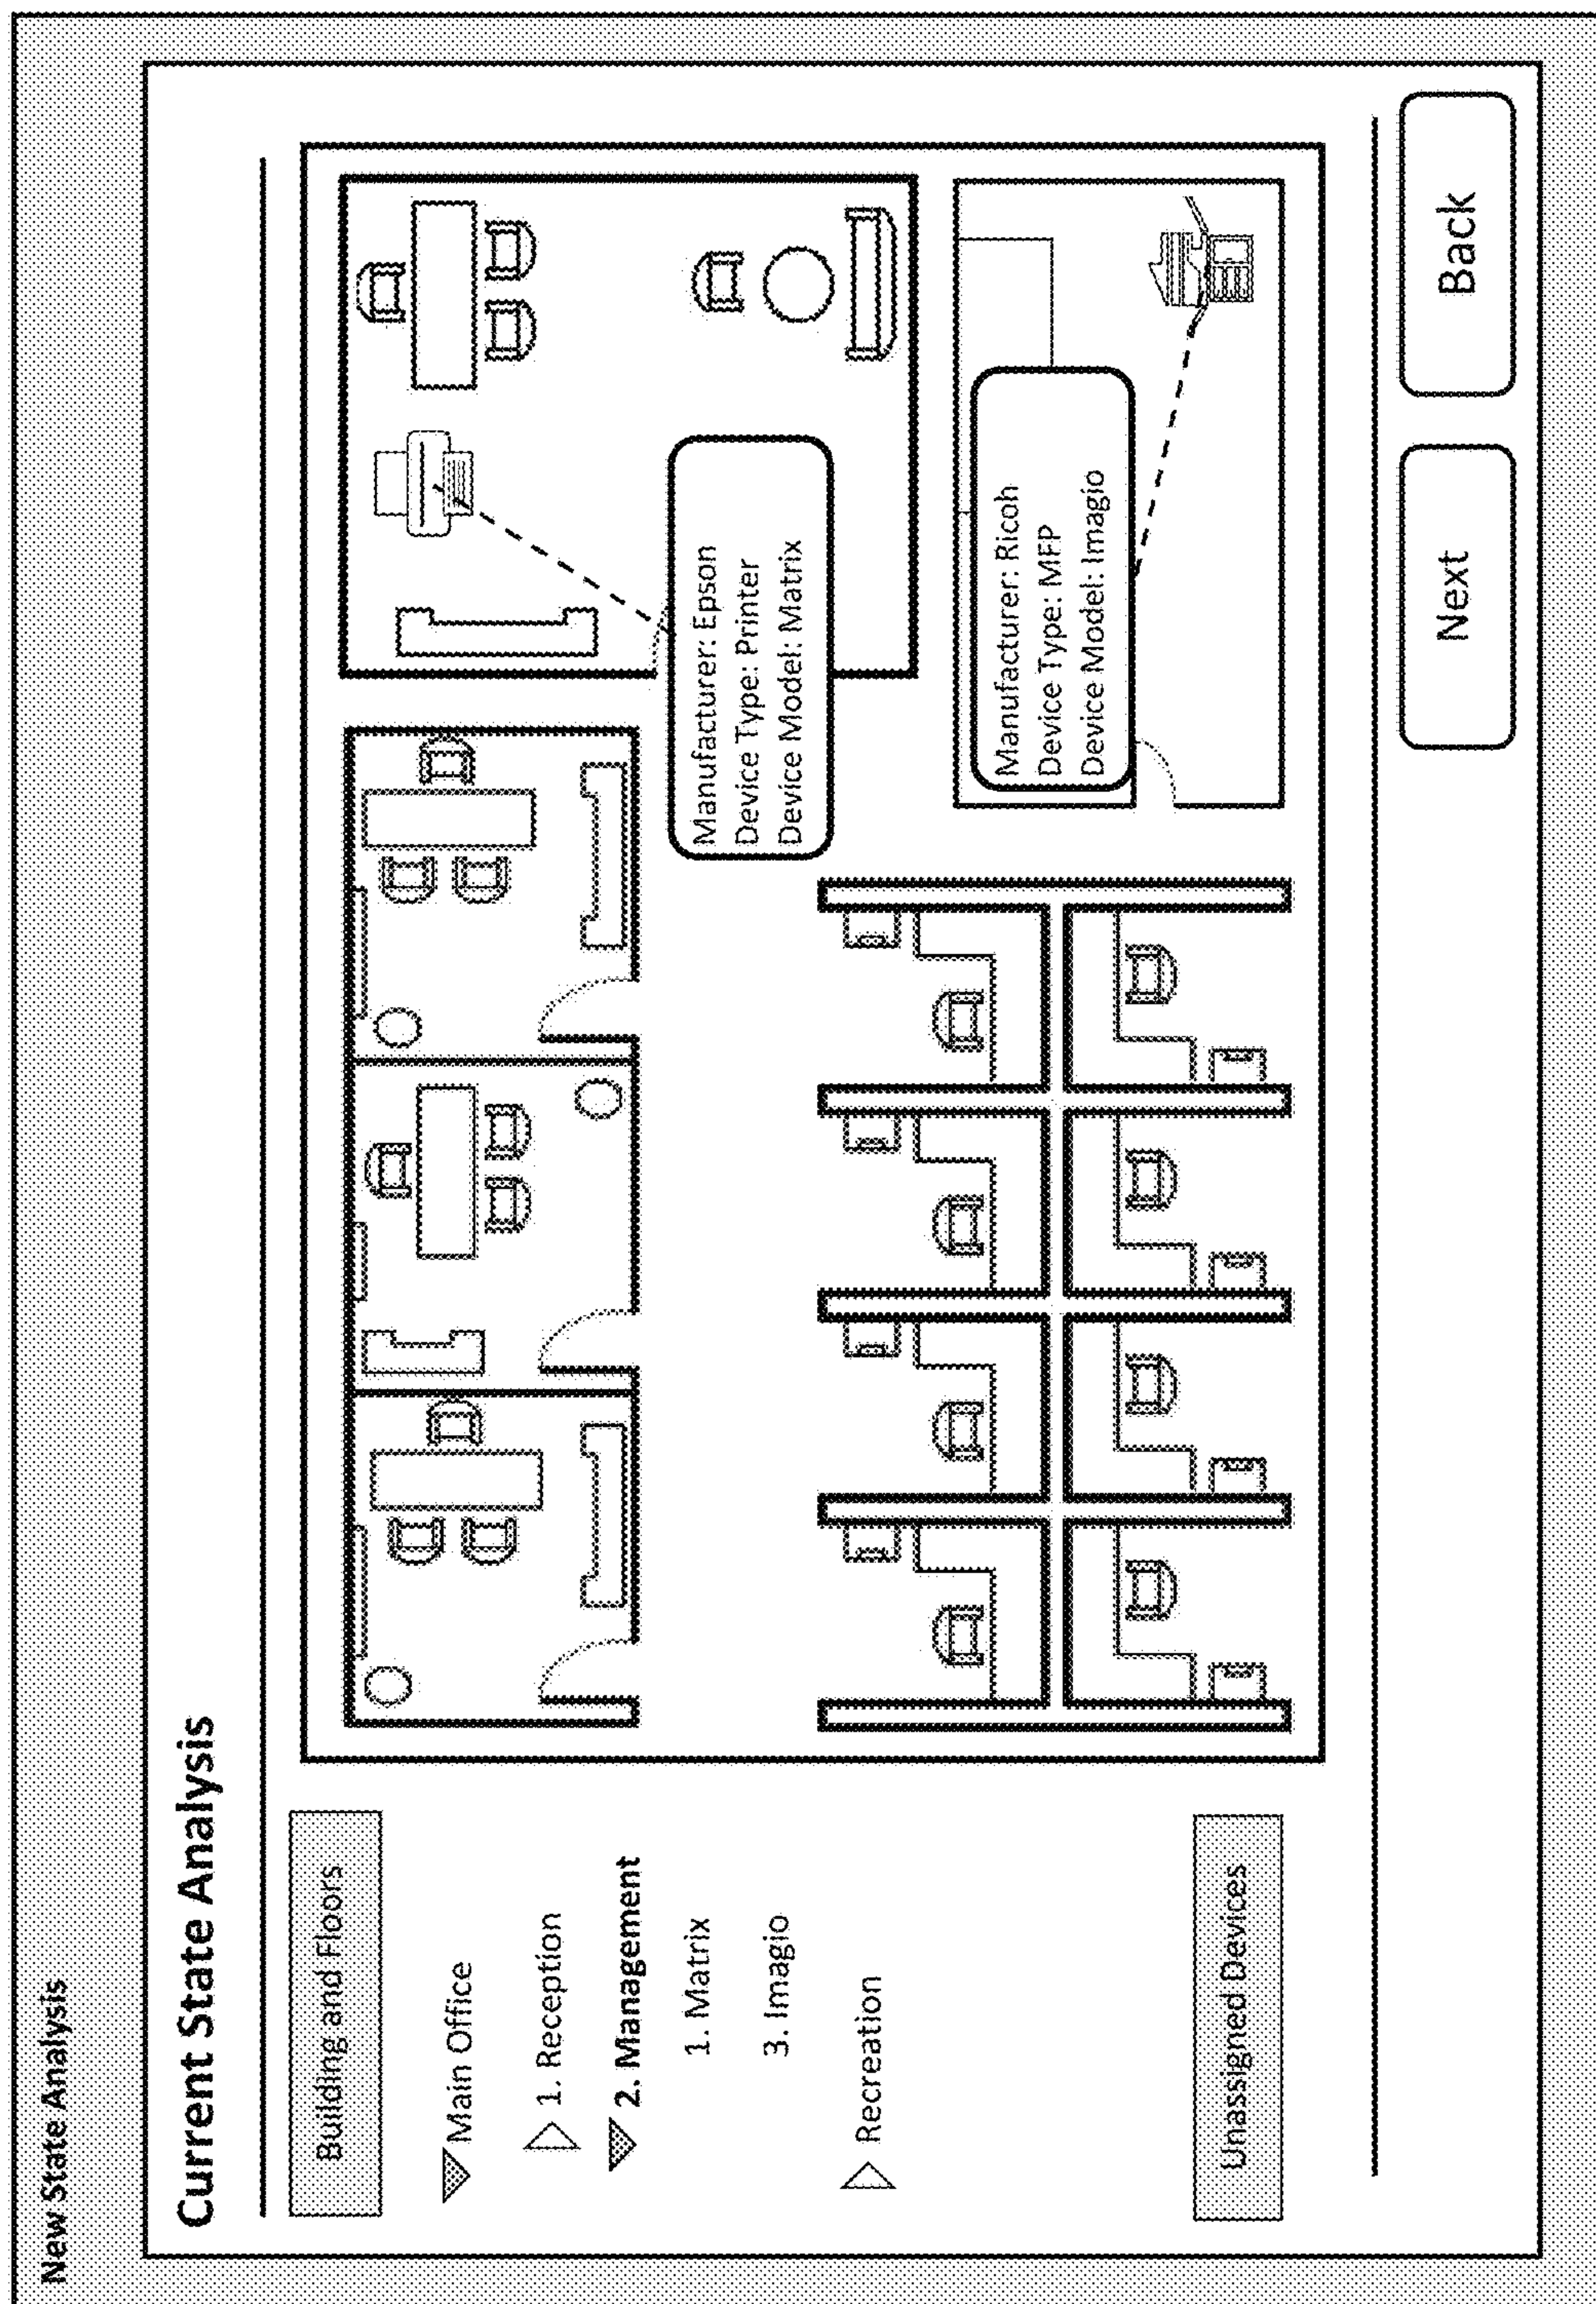 New State Analysis
Current State Analysis
Building and Floors
Main Office
1. Reception
2. Management
1. Matrix
3. Imagio
Recreation
Unassigned Devices
Manufacturer: Epson
Device Type: Printer
Device Model: Matrix
Manufacturer: Ricoh
Device Type: MFP
Device Model: Imagio
Next
Back